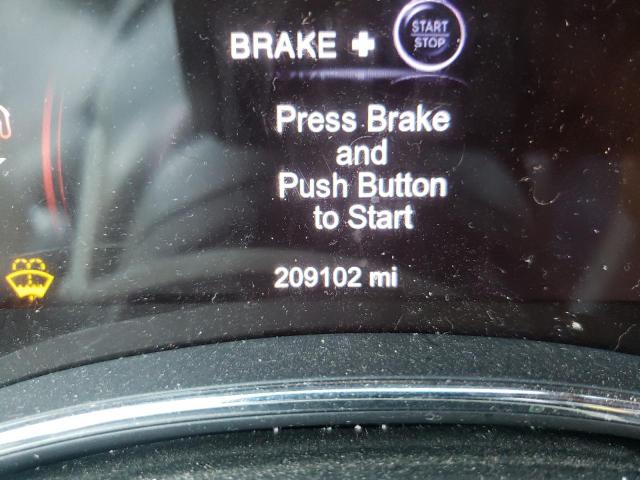 BRAKE + START
STOP
Press Brake
and
Push Button
to Start
209102 mi